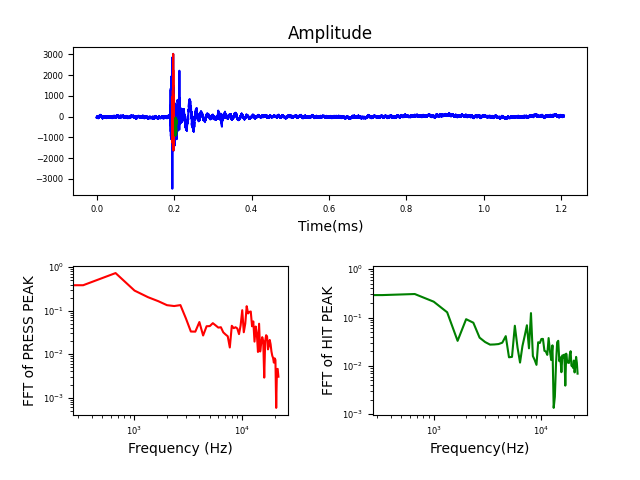 Amplitude
3000
2000
1000
0
−1000
−2000
−3000
0.0 0.2 0.4 0.6 0.8 1.0 1.2
Time(ms)
FFT of PRESS PEAK
10⁰
10⁻¹
10⁻²
10⁻³
10³ 10⁴
Frequency (Hz)
FFT of HIT PEAK
10⁰
10⁻¹
10⁻²
10⁻³
10³ 10⁴
Frequency(Hz)